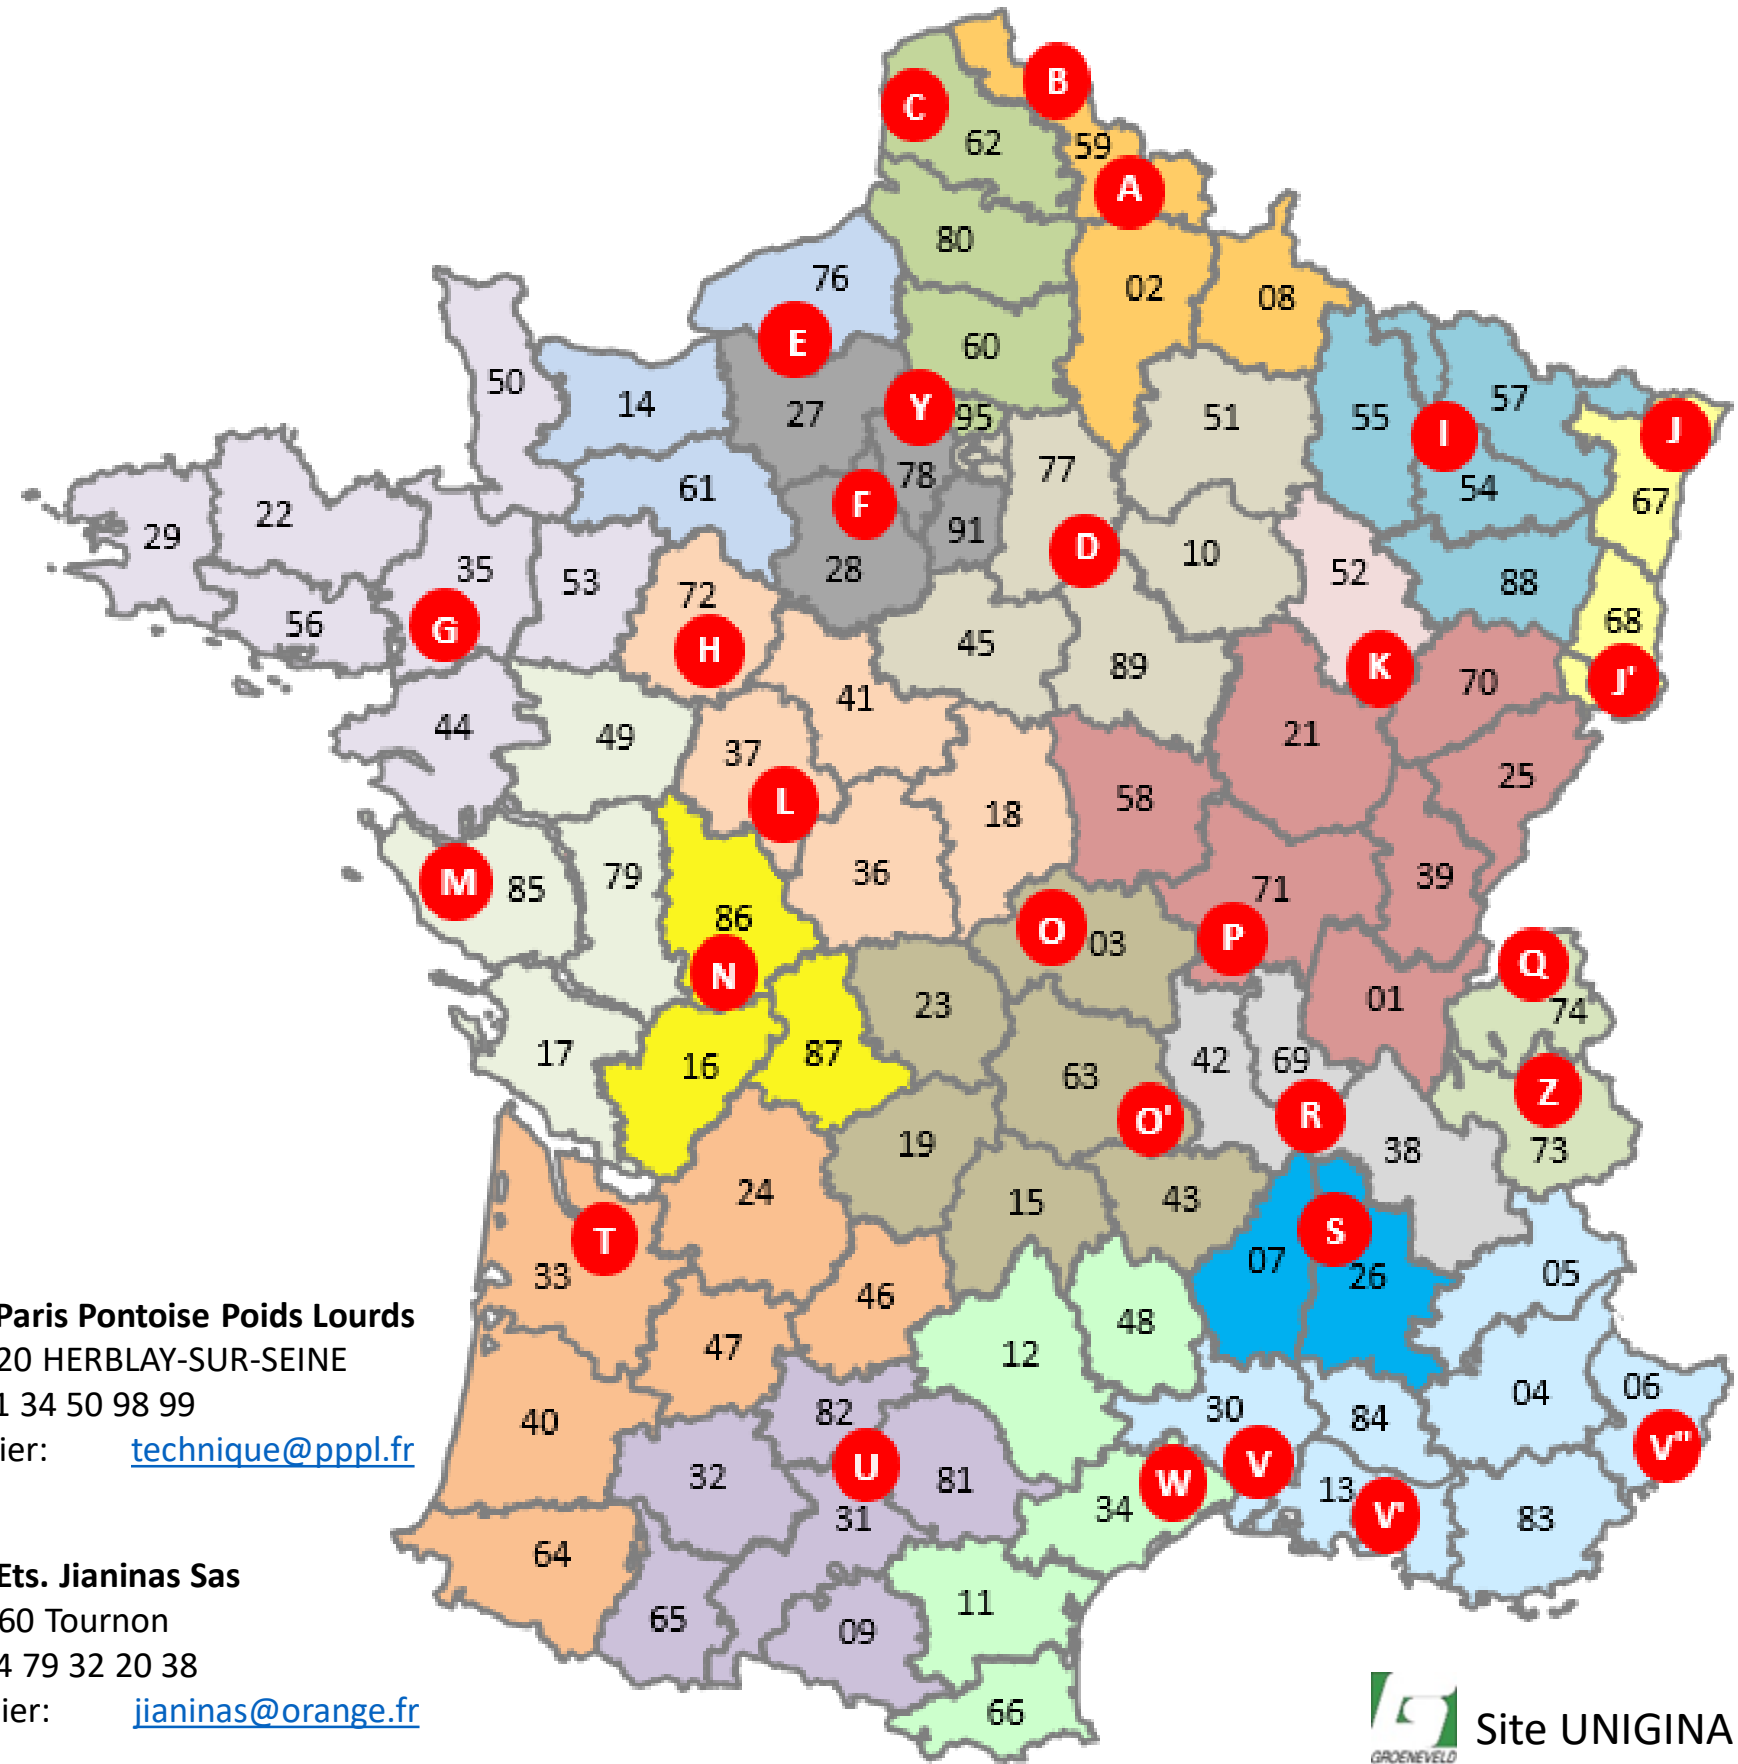 B
C
62
59
A
80
76
02
08
E
60
50
14
27
Y
95
51
55
I
57
J
78
77
54
67
61
F
22
29
91
D
10
52
88
35
53
28
72
56
G
H
45
89
K
68
J'
70
41
44
49
37
21
25
L
58
18
M
85
79
36
71
39
86
O
03
P
N
Q
01
74
23
17
16
87
63
42
69
Z
O'
R
19
38
73
24
15
43
T
S
33
07
26
05
46
Paris Pontoise Poids Lourds
20 HERBLAY-SUR-SEINE
1 34 50 98 99
ier: technique@pppl.fr
47
12
48
04
06
40
82
30
84
V"
32
U
81
W
V
13
V'
34
31
83
64
Ets. Jianinas Sas
60 Tournon
4 79 32 20 38
ier: jianinas@orange.fr
65
09
11
66
GROENEVELD
Site UNIGINA